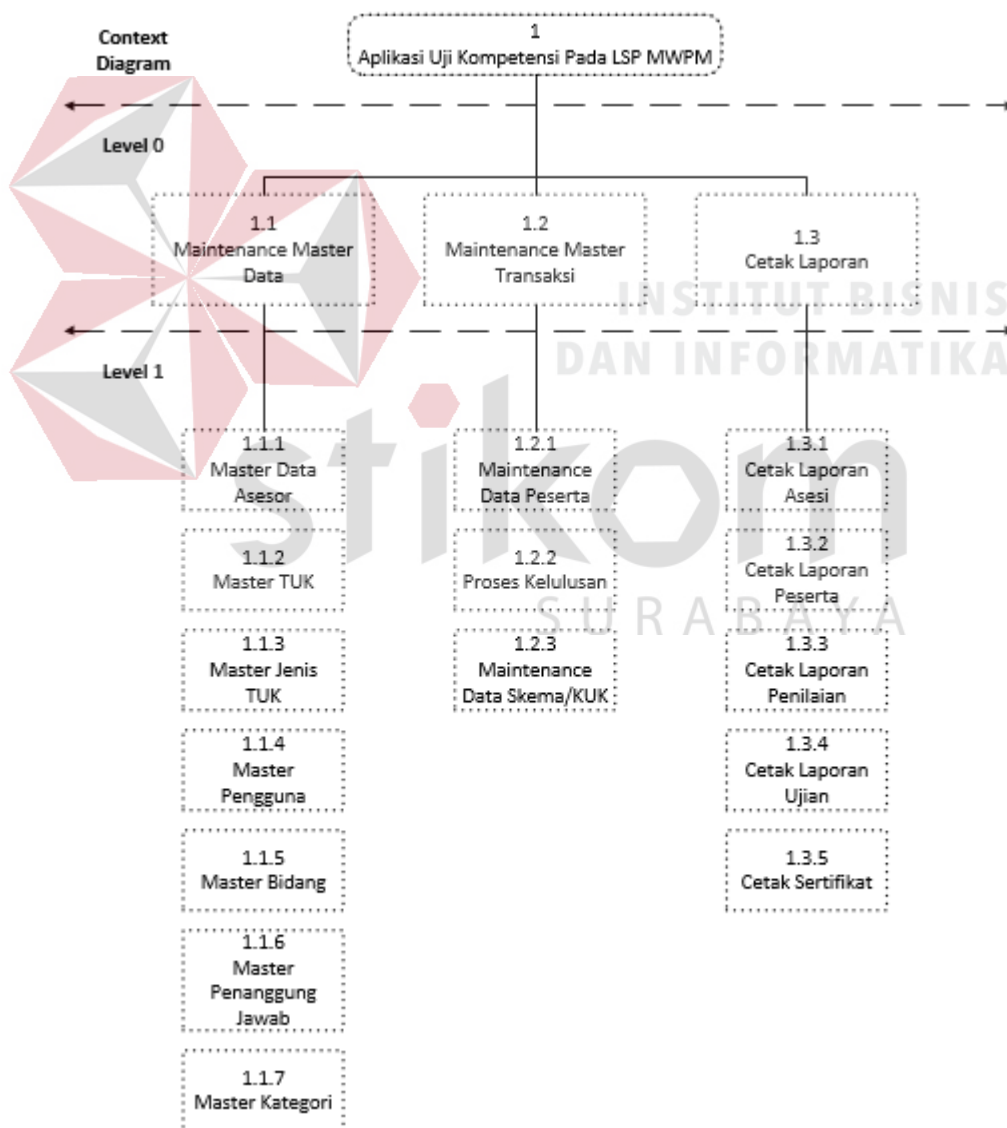 Context
Diagram
1
Aplikasi Uji Kompetensi Pada LSP MWPM
Level 0
1.1
Maintenance Master
Data
1.2
Maintenance Master
Transaksi
1.3
Cetak Laporan
INSTITUT BISNIS
DAN INFORMATIKA
stikom
SURABAYA
Level 1
1.1.1
Master Data
Asesor
1.1.2
Master TUK
1.1.3
Master Jenis
TUK
1.1.4
Master
Pengguna
1.1.5
Master Bidang
1.1.6
Master
Penanggung
Jawab
1.1.7
Master Kategori
1.2.1
Maintenance
Data Peserta
1.2.2
Proses Kelulusan
1.2.3
Maintenance
Data Skema/KUK
1.3.1
Cetak Laporan
Asesi
1.3.2
Cetak Laporan
Peserta
1.3.3
Cetak Laporan
Penilaian
1.3.4
Cetak Laporan
Ujian
1.3.5
Cetak Sertifikat